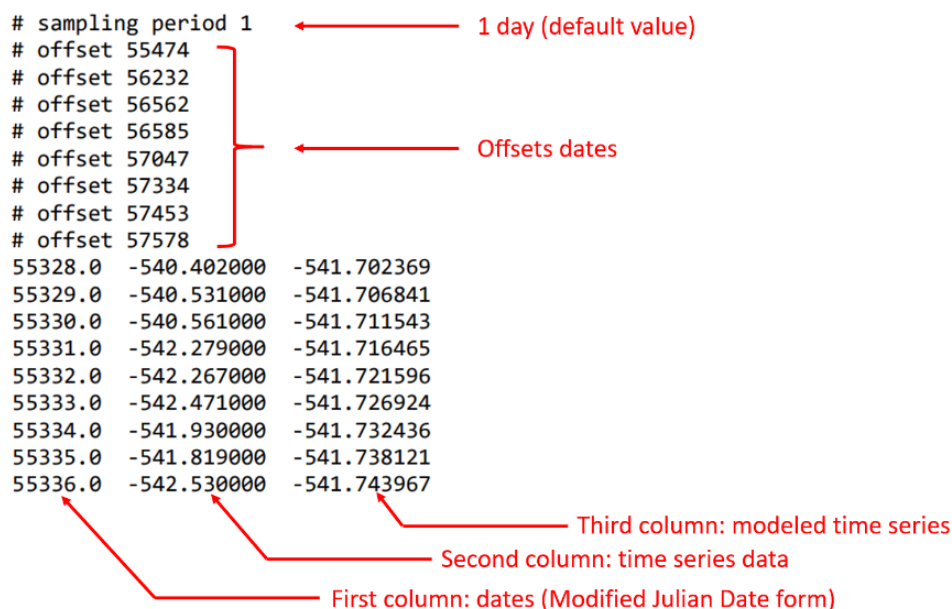 # sampling period 1
1 day (default value)
# offset 55474
# offset 56232
# offset 56562
# offset 56585
# offset 57047
# offset 57334
# offset 57453
# offset 57578
Offsets dates
55328.0 -540.402000 -541.702369
55329.0 -540.531000 -541.706841
55330.0 -540.561000 -541.711543
55331.0 -542.279000 -541.716465
55332.0 -542.267000 -541.721596
55333.0 -542.471000 -541.726924
55334.0 -541.930000 -541.732436
55335.0 -541.819000 -541.738121
55336.0 -542.530000 -541.743967
Third column: modeled time series
Second column: time series data
First column: dates (Modified Julian Date form)